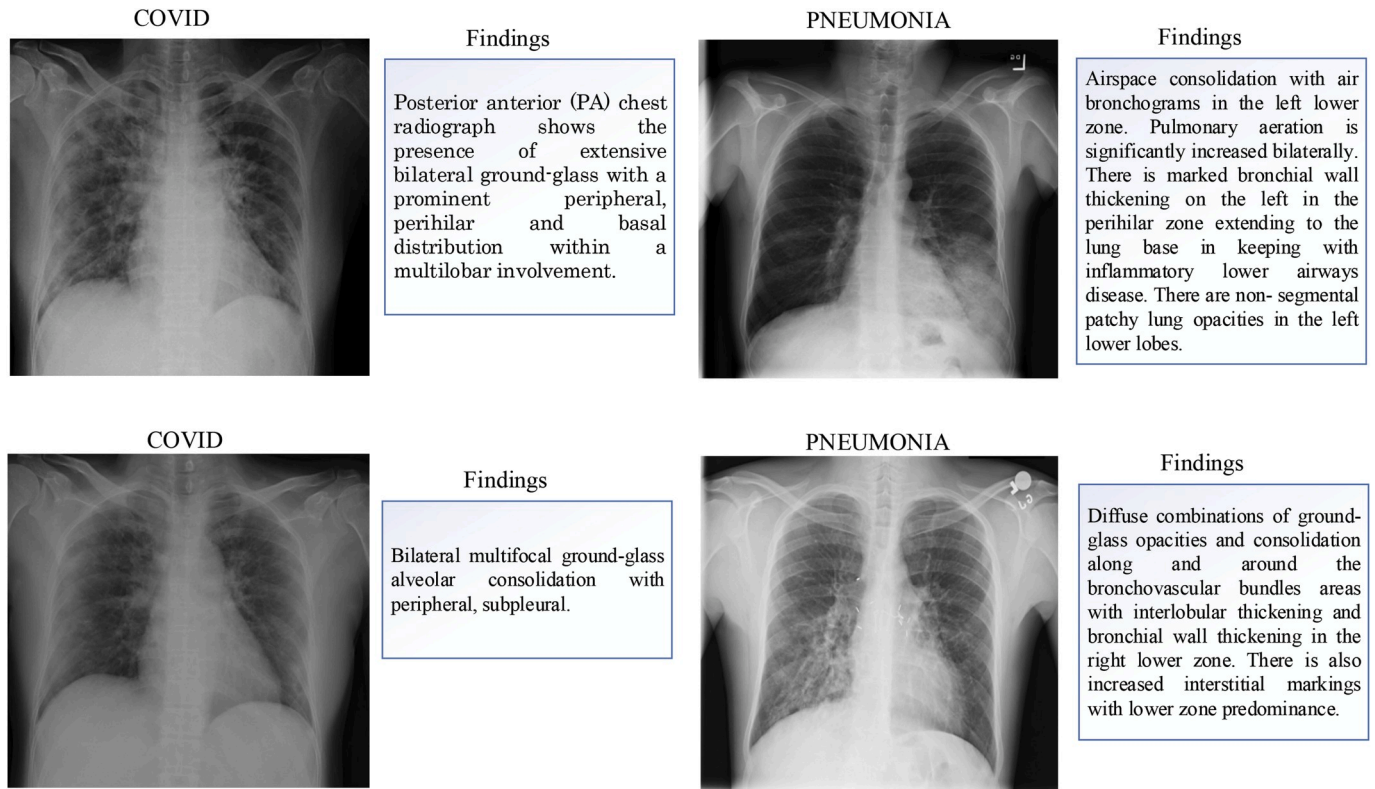 COVID
Findings
Posterior anterior (PA) chest
radiograph shows the
presence of extensive
bilateral ground-glass with a
prominent peripheral,
perihilar and basal
distribution within a
multilobar involvement.
PNEUMONIA
Findings
Airspace consolidation with air
bronchograms in the left lower
zone. Pulmonary aeration is
significantly increased bilaterally.
There is marked bronchial wall
thickening on the left in the
perihilar zone extending to the
lung base in keeping with
inflammatory lower airways
disease. There are non- segmental
patchy lung opacities in the left
lower lobes.
COVID
Findings
Bilateral multifocal ground-glass
alveolar consolidation with
peripheral, subpleural.
PNEUMONIA
Findings
Diffuse combinations of ground-
glass opacities and consolidation
along and around the
bronchovascular bundles areas
with interlobular thickening and
bronchial wall thickening in the
right lower zone. There is also
increased interstitial markings
with lower zone predominance.